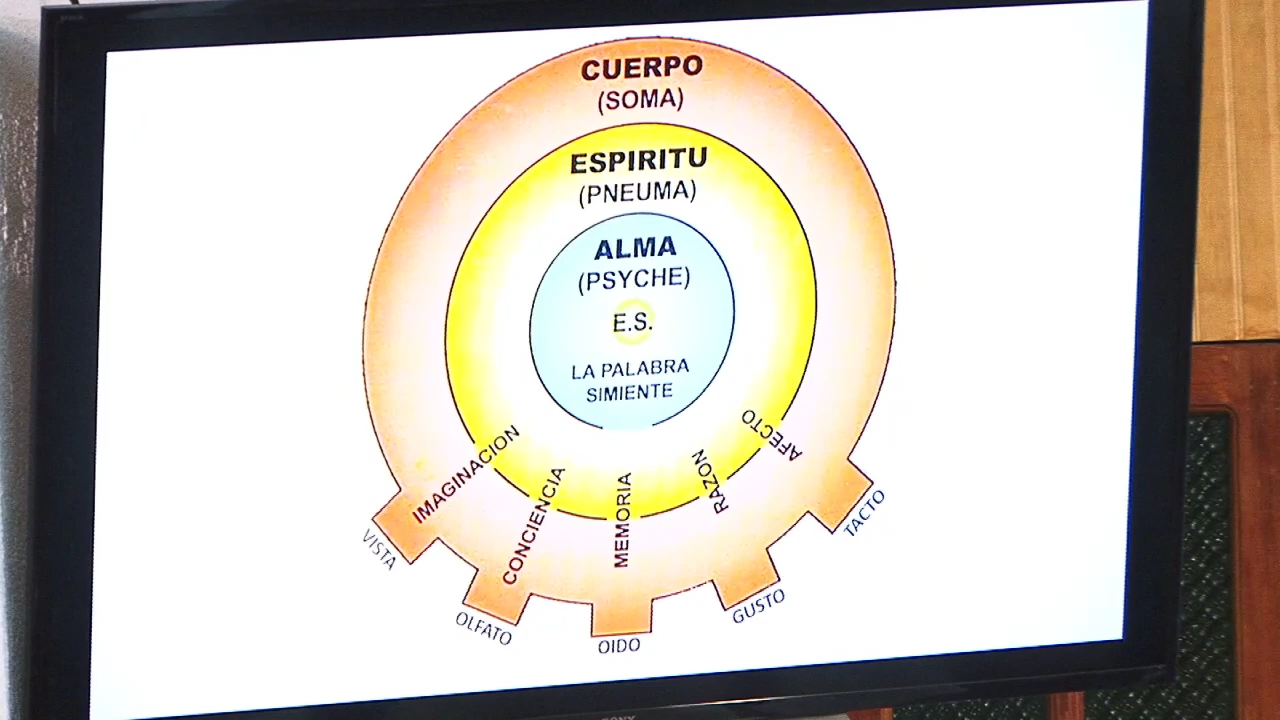 CUERPO
(SOMA)
ESPIRITU
(PNEUMA)
ALMA
(PSYCHE)
E.S.
LA PALABRA
SIMIENTE
IMAGINACION
CONCIENCIA
MEMORIA
RAZON
AFECTO
VISTA
OLFATO
OIDO
GUSTO
TACTO
SONY